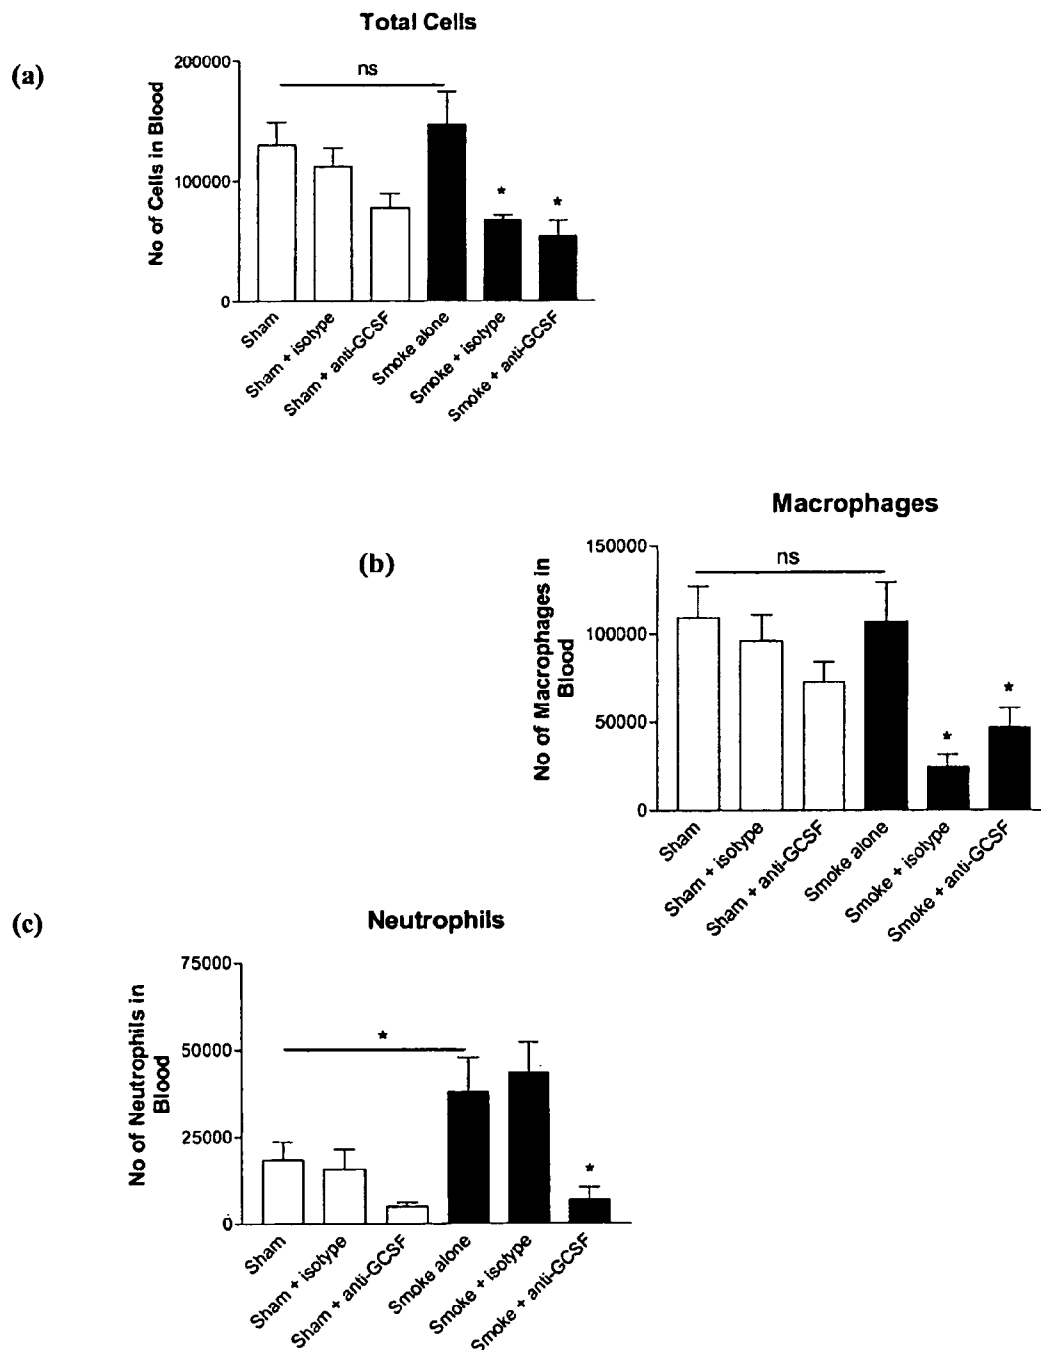 Total Cells
(a)
No of Cells in Blood
200000
100000
0
ns
*
*
Sham
Sham + isotype
Sham + anti-GCSF
Smoke alone
Smoke + isotype
Smoke + anti-GCSF
Macrophages
(b)
No of Macrophages in
Blood
150000
100000
50000
0
ns
*
*
Sham
Sham + isotype
Sham + anti-GCSF
Smoke alone
Smoke + isotype
Smoke + anti-GCSF
(c)
Neutrophils
No of Neutrophils in
Blood
75000
50000
25000
0
*
*
Sham
Sham + isotype
Sham + anti-GCSF
Smoke alone
Smoke + isotype
Smoke + anti-GCSF